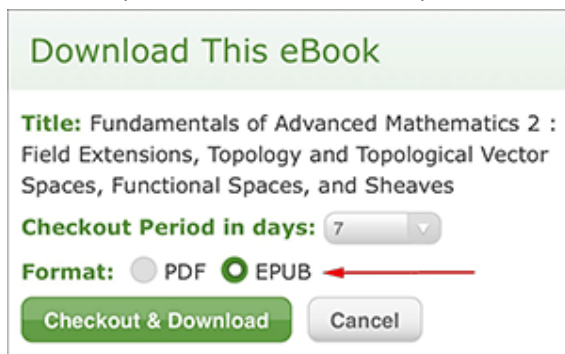 Download This eBook
Title: Fundamentals of Advanced Mathematics 2 :
Field Extensions, Topology and Topological Vector
Spaces, Functional Spaces, and Sheaves
Checkout Period in days: 7
Format: PDF EPUB
Checkout & Download Cancel